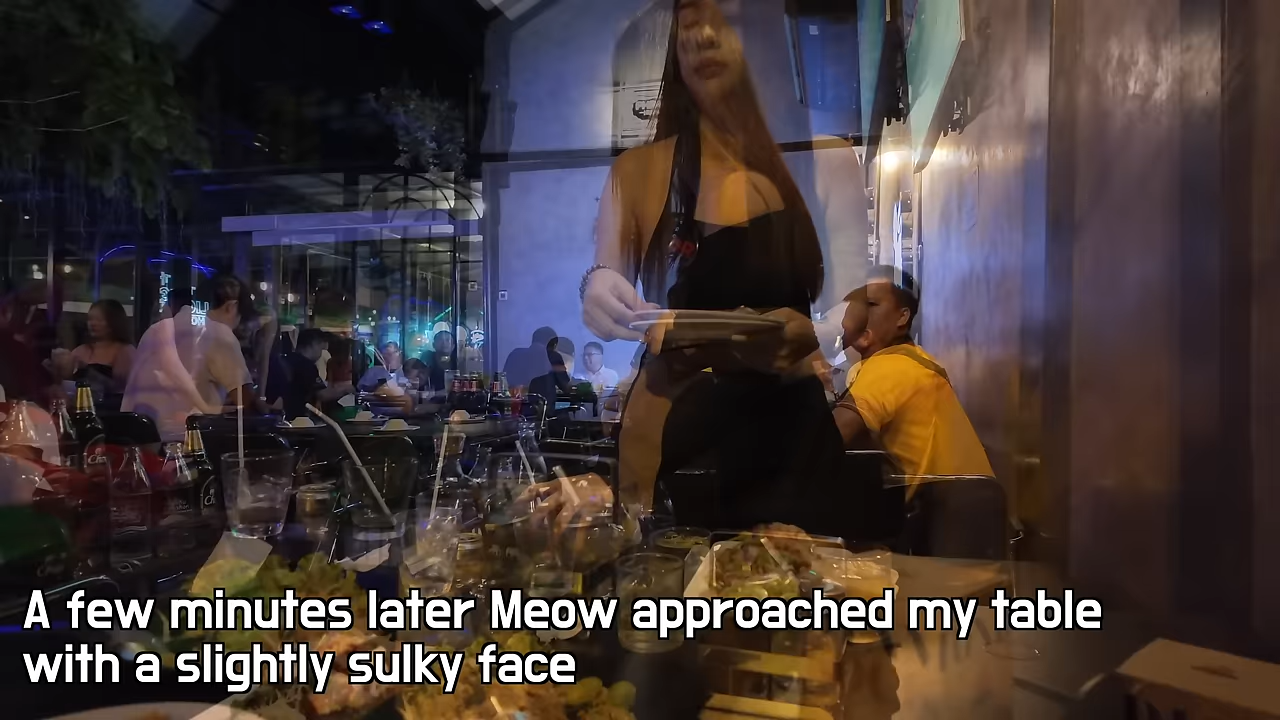 A few minutes later Meow approached my table
with a slightly sulky face